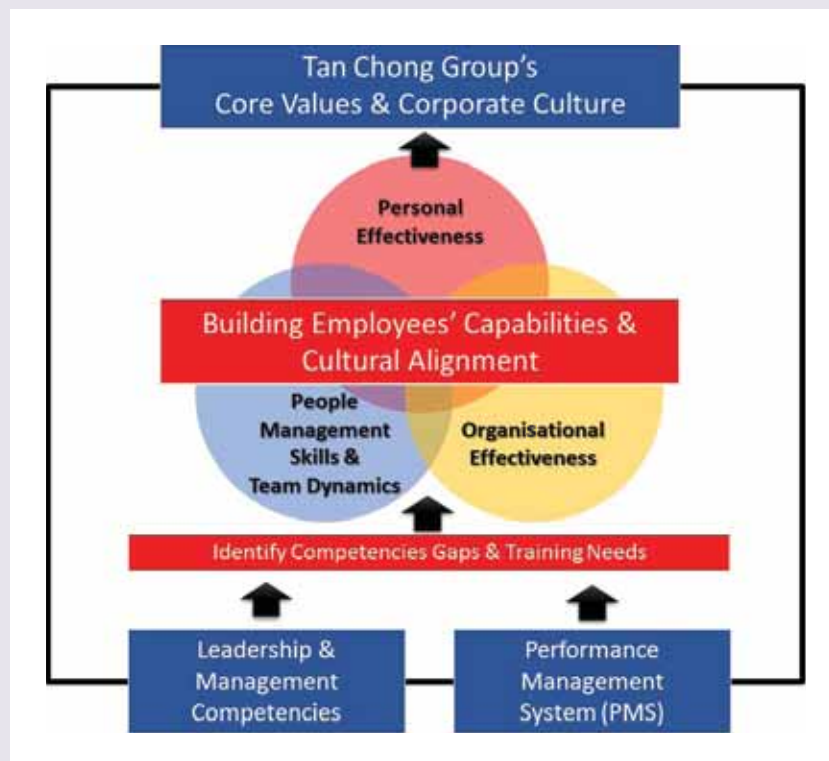 Tan Chong Group's
Core Values & Corporate Culture
Personal
Effectiveness
Building Employees' Capabilities &
Cultural Alignment
People
Management
Skills &
Team Dynamics
Organisational
Effectiveness
Identify Competencies Gaps & Training Needs
Leadership &
Management
Competencies
Performance
Management
System (PMS)